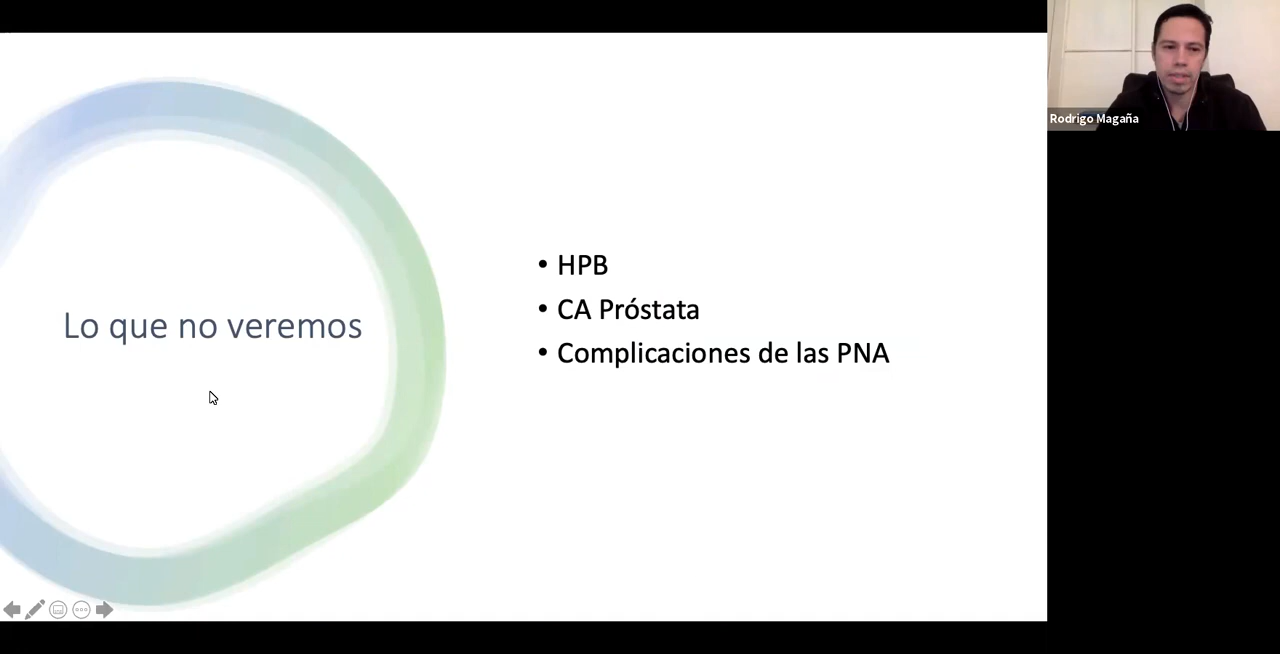 Lo que no veremos
• HPB
• CA Próstata
• Complicaciones de las PNA
Rodrigo Magaña